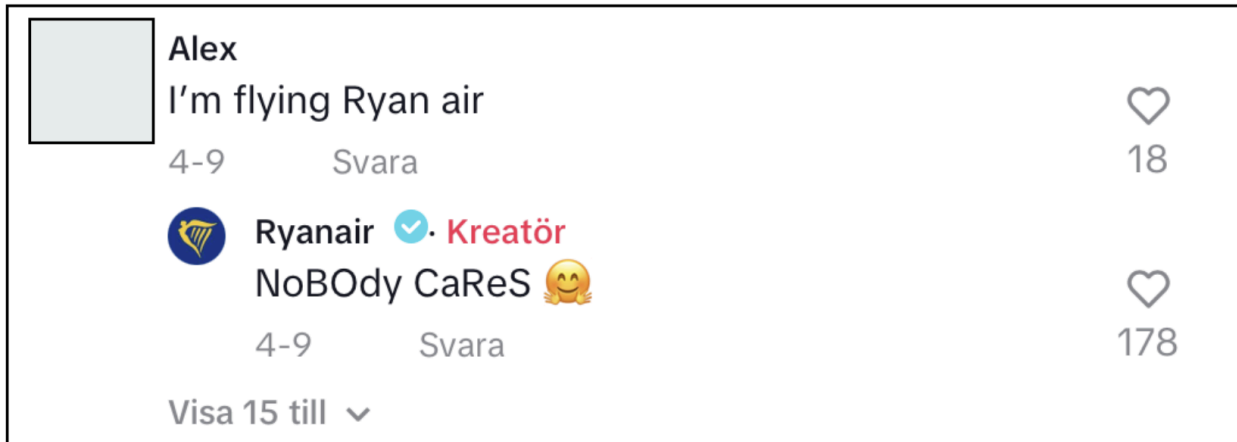 Alex
I’m flying Ryan air
4-9 Svara
18
Ryanair · Kreatör
NoBOdy CaReS 🤗
4-9 Svara
178
Visa 15 till